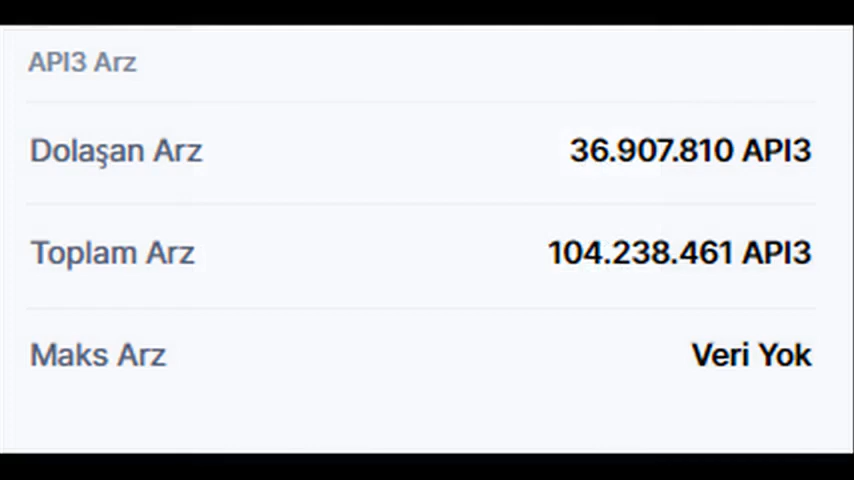 API3 Arz
Dolaşan Arz 36.907.810 API3
Toplam Arz 104.238.461 API3
Maks Arz Veri Yok